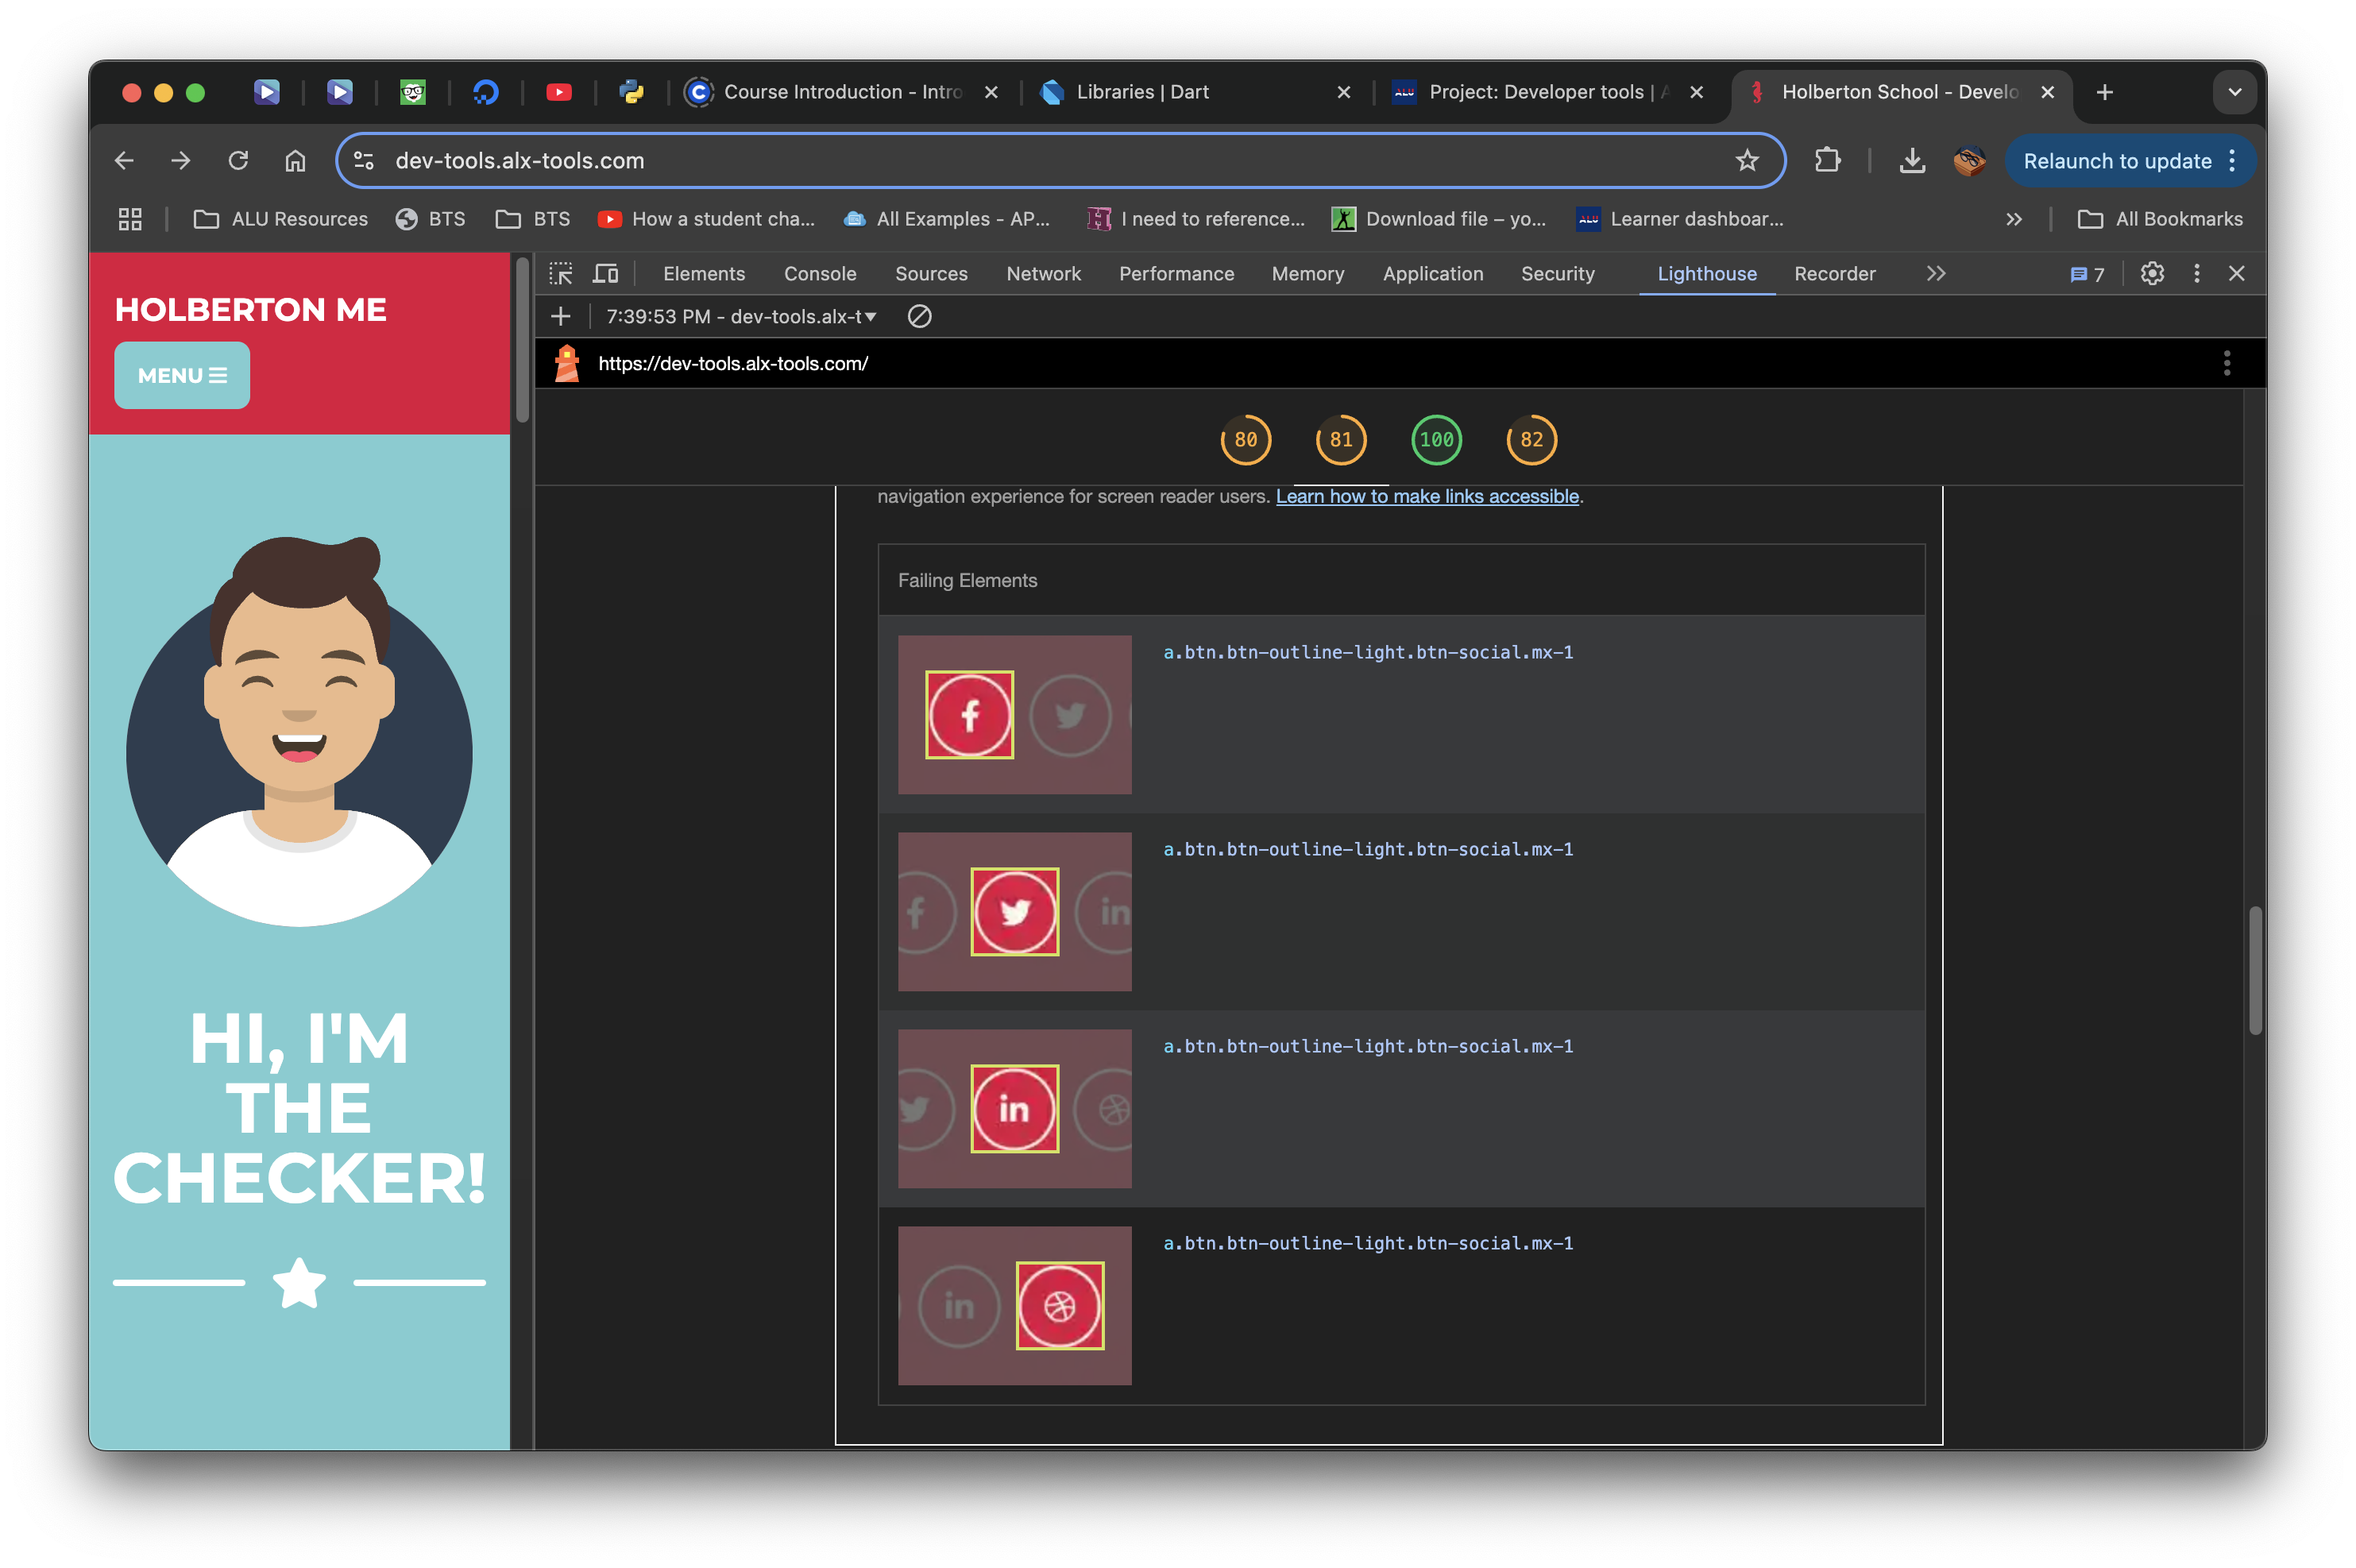 Course Introduction - Intro
Libraries | Dart
Project: Developer tools | A
Holberton School - Develo
dev-tools.alx-tools.com
Relaunch to update
ALU Resources
BTS
BTS
How a student cha...
All Examples - AP...
I need to reference...
Download file – yo...
ALU
Learner dashboar...
All Bookmarks
HOLBERTON ME
MENU
HI, I'M
THE
CHECKER!
Elements
Console
Sources
Network
Performance
Memory
Application
Security
Lighthouse
Recorder
7
7:39:53 PM - dev-tools.alx-t
https://dev-tools.alx-tools.com/
80
81
100
82
navigation experience for screen reader users. Learn how to make links accessible.
Failing Elements
a.btn.btn-outline-light.btn-social.mx-1
a.btn.btn-outline-light.btn-social.mx-1
a.btn.btn-outline-light.btn-social.mx-1
a.btn.btn-outline-light.btn-social.mx-1